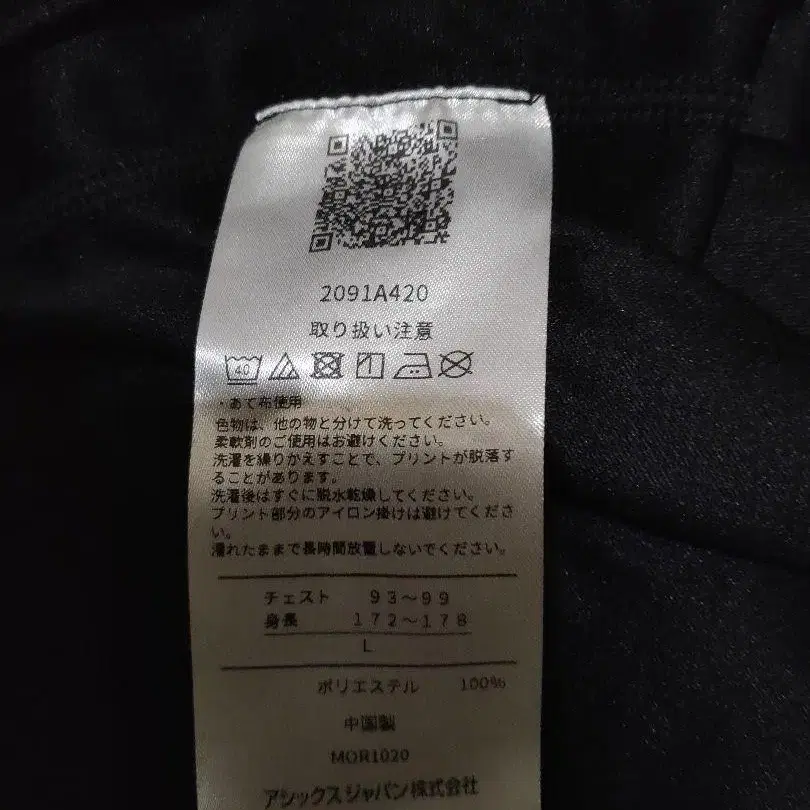 2091A420
取り扱い注意
40
・あて布使用
色物は、他の物と分けて洗ってください。
柔軟剤のご使用はお避けください。
洗濯を繰りかえすことで、プリントが脱落す
ることがあります。
洗濯後はすぐに脱水乾燥してください。
プリント部分のアイロン掛けは避けてくださ
い。
濡れたままで長時間放置しないでください。
チェスト 93～99
身長 172～178
L
ポリエステル 100%
中国製
MOR1020
アシックスジャパン株式会社